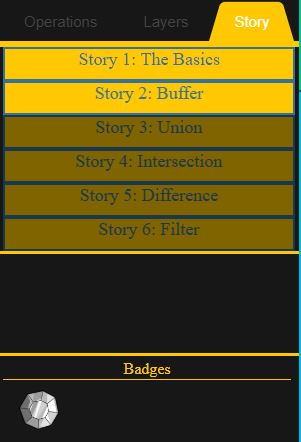 Operations Layers Story
Story 1: The Basics
Story 2: Buffer
Story 3: Union
Story 4: Intersection
Story 5: Difference
Story 6: Filter
Badges